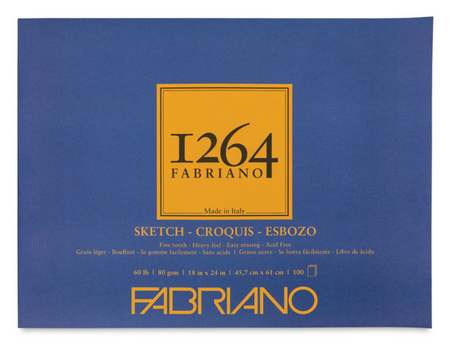 1264
FABRIANO
Made in Italy
SKETCH - CROQUIS - ESBOZO
Fine tooth - Heavy feel - Easy erasing - Acid Free
Grain léger - Bouffant - Se gomme facilement - Sans acide | Grano suave - Se borra fácilmente - Libre de ácido
60 lb | 80 gsm | 18 in x 24 in | 45,7 cm x 61 cm | 100
FABRIANO